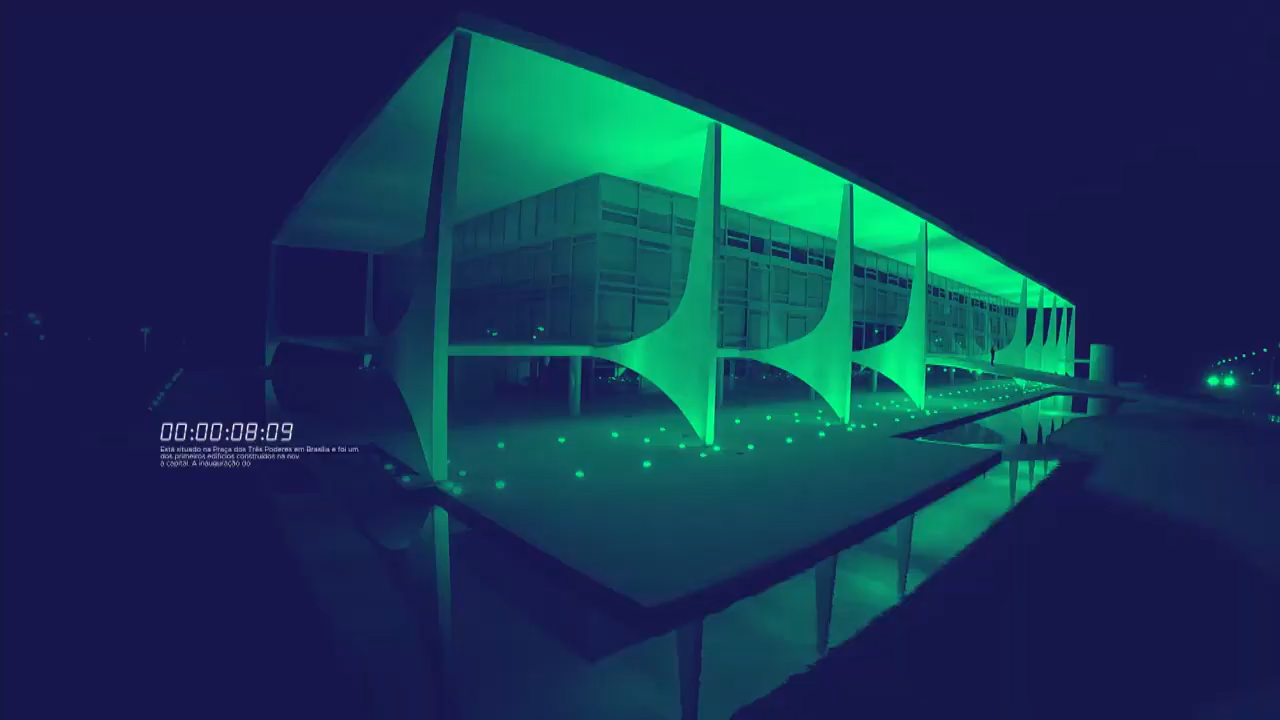 00:00:08:09
Está situado na Praça dos Três Poderes em Brasília e foi um
dos primeiros edifícios construídos na nov
a capital. A inauguração do